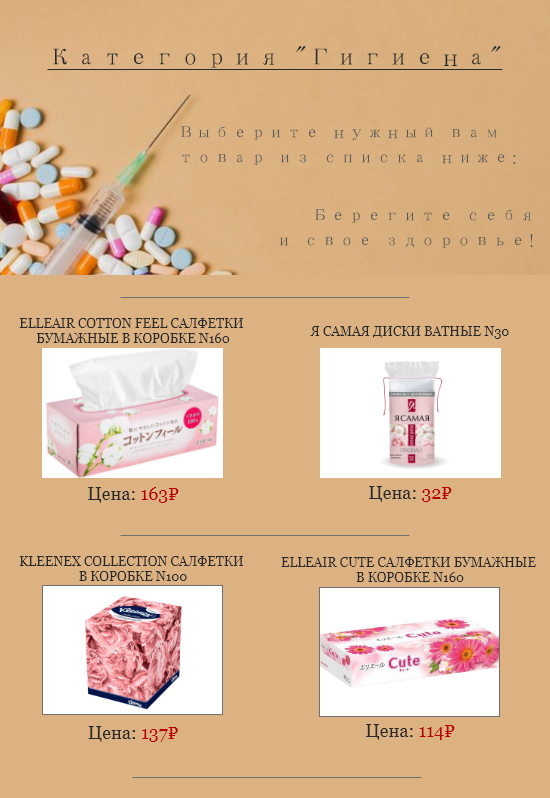 Категория "Гигиена"
Выберите нужный вам
товар из списка ниже:
Берегите себя
и свое здоровье!
ELLEAIR COTTON FEEL САЛФЕТКИ
БУМАЖНЫЕ В КОРОБКЕ N160
コットンフィール
Цена: 163₽
Я САМАЯ ДИСКИ ВАТНЫЕ N30
Я САМАЯ
Цена: 32₽
KLEENEX COLLECTION САЛФЕТКИ
В КОРОБКЕ N100
Kleenex
Цена: 137₽
ELLEAIR CUTE САЛФЕТКИ БУМАЖНЫЕ
В КОРОБКЕ N160
エリエール Cute
Цена: 114₽